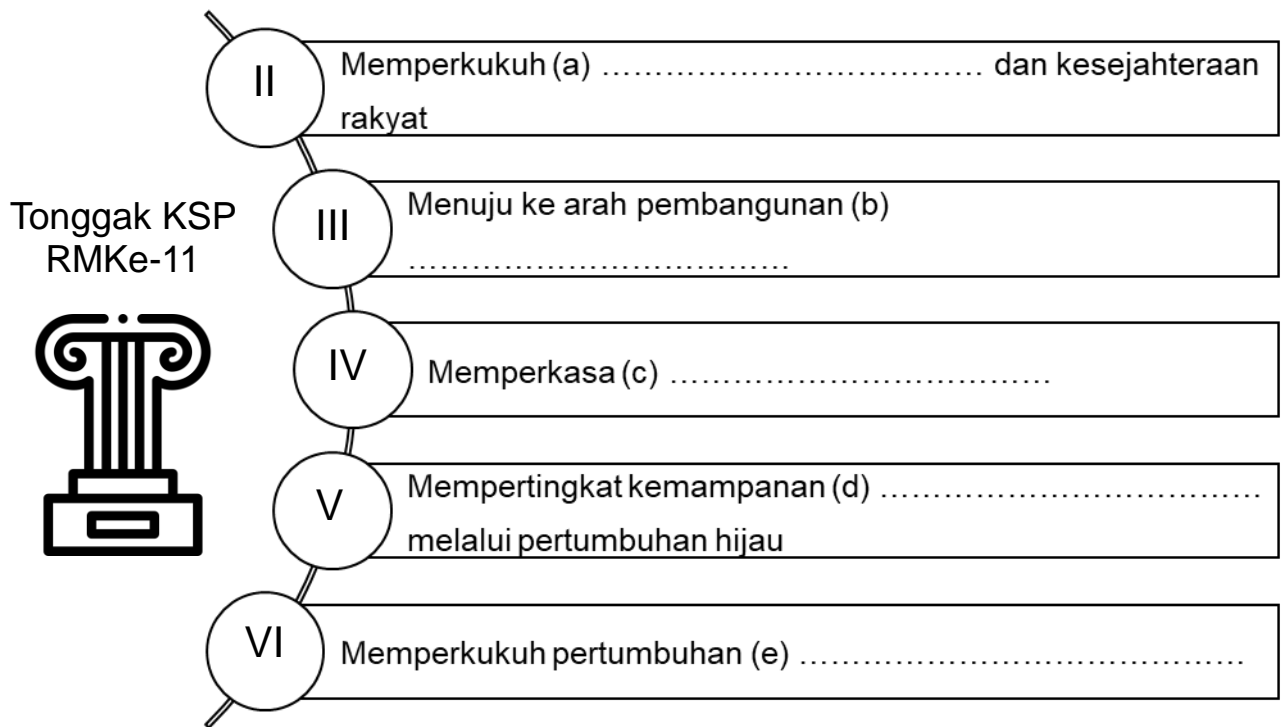 II
Memperkukuh (a) …………………………………… dan kesejahteraan
rakyat
Tonggak KSP
RMKe-11
III
Menuju ke arah pembangunan (b)
……………………………………
IV
Memperkasa (c) ……………………………………
V
Mempertingkat kemampanan (d) ……………………………………
melalui pertumbuhan hijau
VI
Memperkukuh pertumbuhan (e) …………………………………………